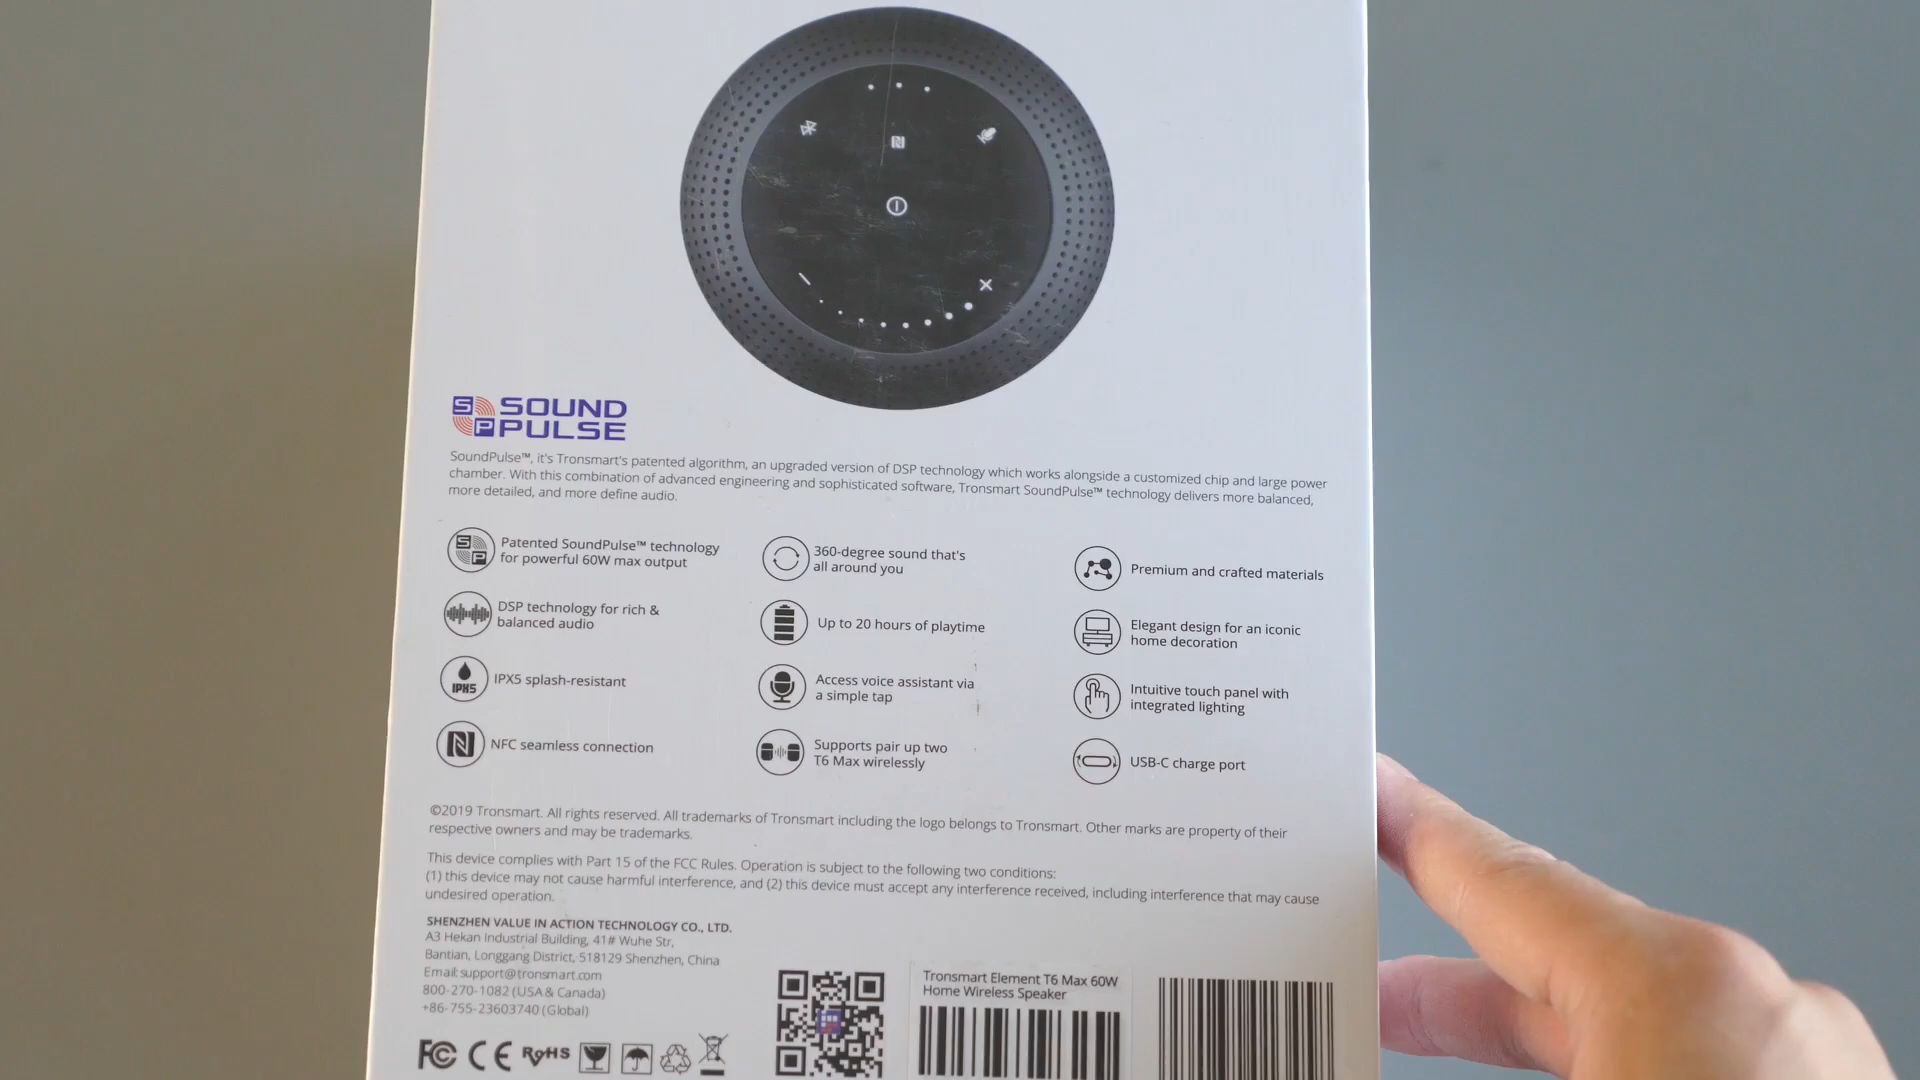 SOUND
PULSE
SoundPulse™, it's Tronsmart's patented algorithm, an upgraded version of DSP technology which works alongside a customized chip and large power
chamber. With this combination of advanced engineering and sophisticated software, Tronsmart SoundPulse™ technology delivers more balanced,
more detailed, and more define audio.
Patented SoundPulse™ technology
for powerful 60W max output
DSP technology for rich &
balanced audio
IPX5
IPX5 splash-resistant
NFC seamless connection
360-degree sound that's
all around you
Up to 20 hours of playtime
Access voice assistant via
a simple tap
Supports pair up two
T6 Max wirelessly
Premium and crafted materials
Elegant design for an iconic
home decoration
Intuitive touch panel with
integrated lighting
USB-C charge port
©2019 Tronsmart. All rights reserved. All trademarks of Tronsmart including the logo belongs to Tronsmart. Other marks are property of their
respective owners and may be trademarks.
This device complies with Part 15 of the FCC Rules. Operation is subject to the following two conditions:
(1) this device may not cause harmful interference, and (2) this device must accept any interference received, including interference that may cause
undesired operation.
SHENZHEN VALUE IN ACTION TECHNOLOGY CO., LTD.
A3 Hekan Industrial Building, 41# Wuhe Str,
Bantian, Longgang District, 518129 Shenzhen, China
Email: support@tronsmart.com
800-270-1082 (USA & Canada)
+86-755-23603740 (Global)
FC CE RoHS
Tronsmart Element T6 Max 60W
Home Wireless Speaker